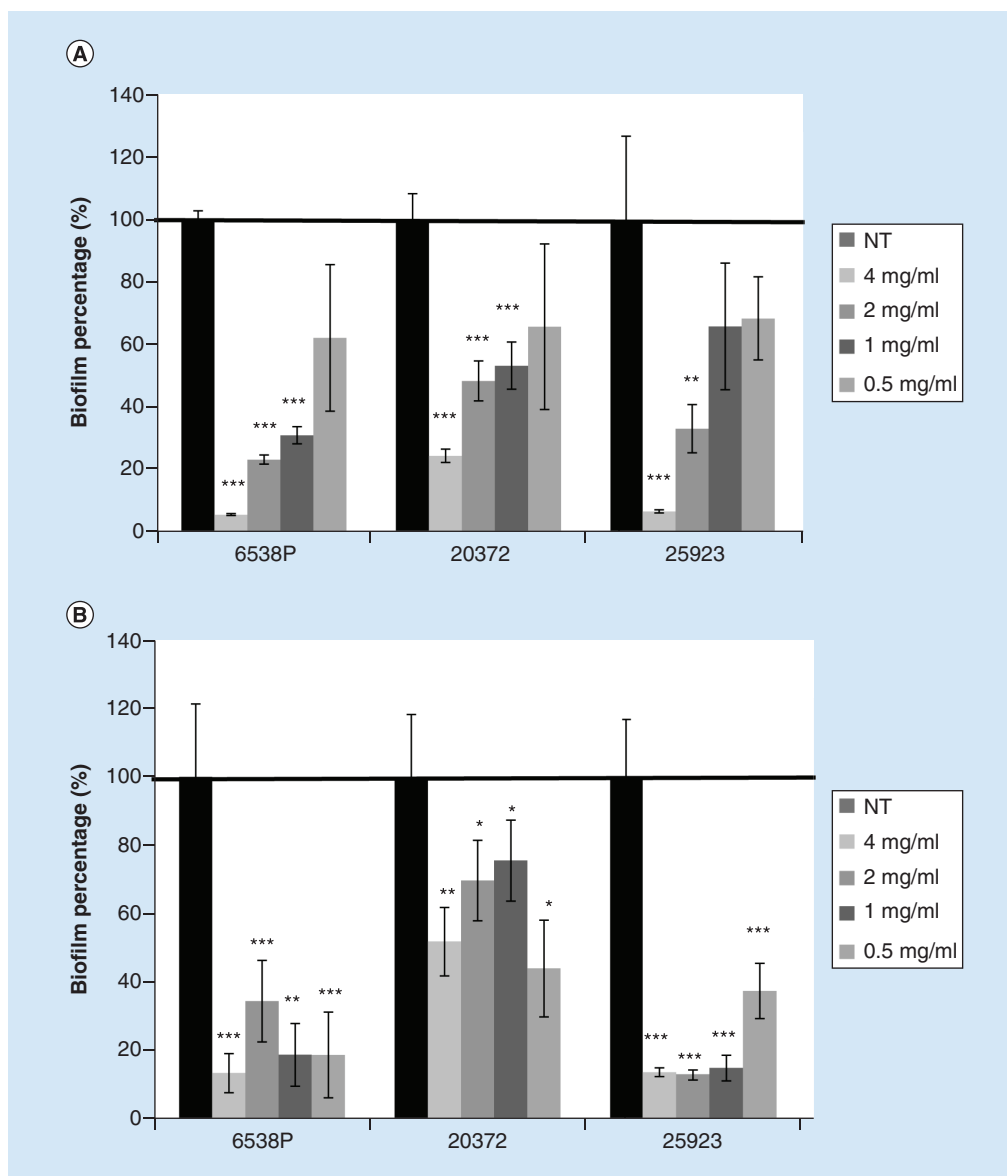 A
140
120
100
80
60
40
20
0
Biofilm percentage (%)
*** *** ***
*** *** ***
*** **
6538P 20372 25923
NT
4 mg/ml
2 mg/ml
1 mg/ml
0.5 mg/ml
B
140
120
100
80
60
40
20
0
Biofilm percentage (%)
*** *** ** ***
** * * *
*** *** *** ***
6538P 20372 25923
NT
4 mg/ml
2 mg/ml
1 mg/ml
0.5 mg/ml